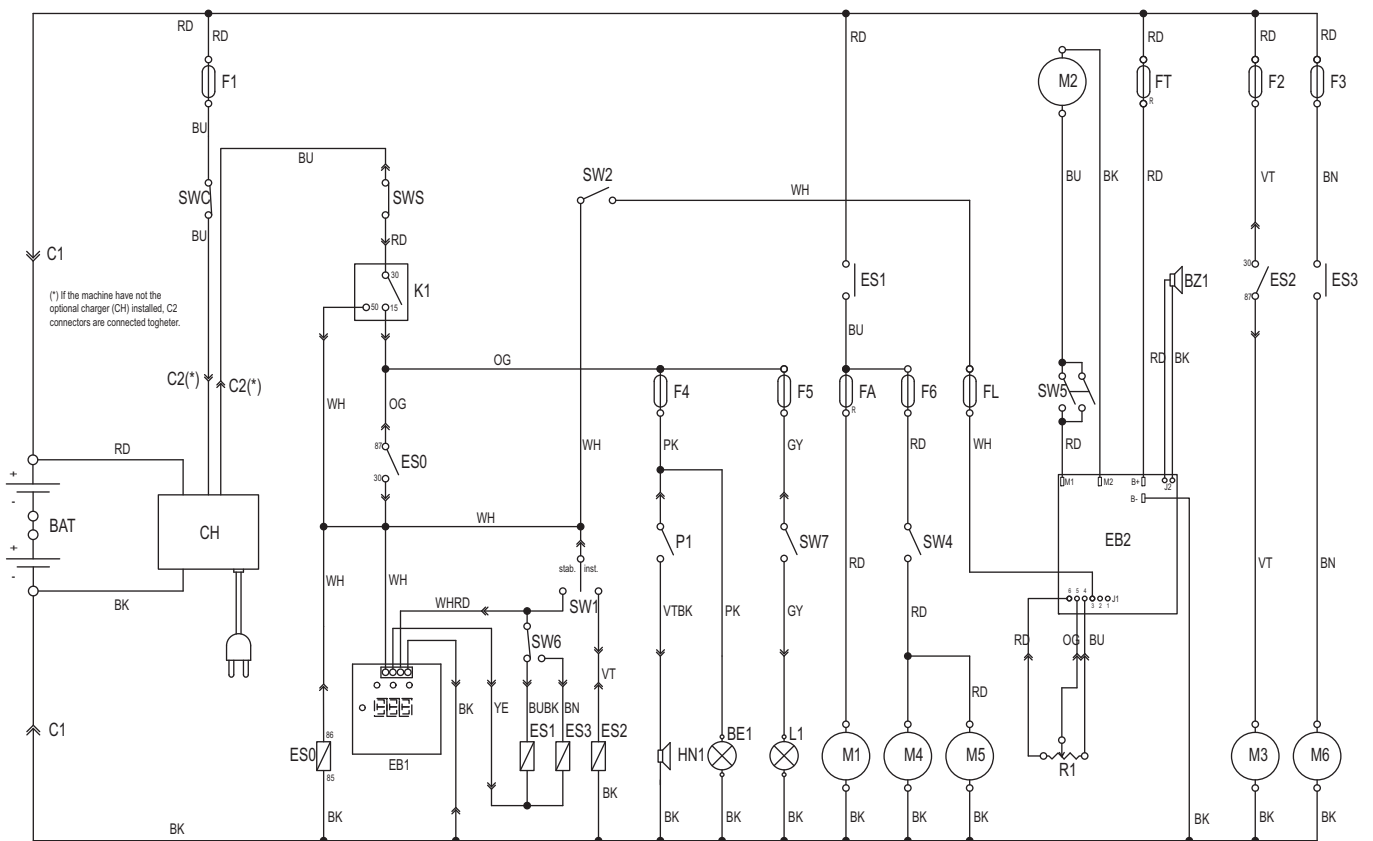 RD RD RD RD RD RD
F1 M2 FT F2 F3
R
BU
BU SW2 WH BU BK RD VT BN
SWC SWS
BU RD
C1
30
K1
50 15
ES1 BZ1 30 ES2 ES3
87
(*) If the machine have not the
optional charger (CH) installed, C2
connectors are connected togheter.
BU
OG RD BK
C2(*) C2(*)
WH OG F4 F5 FA F6 FL SW5
R
RD WH PK GY RD WH RD
+ 87
ES0
- 30
M1 M2 B+ J2
B-
BAT WH
CH P1 SW7 SW4 EB2
+
-
stab. inst.
WH WH RD VT BN
BK WHRD SW1 VTBK PK GY RD
6 5 4 3 2 1 J1
SW6 RD OG BU
VT
RD
BK YE BUBK BN
C1 86 ES1 ES3 ES2 BE1 L1
ES0 HN1 M1 M4 M5 M3 M6
85 EB1 R1
BK
BK BK BK BK BK BK BK BK BK BK BK
BK